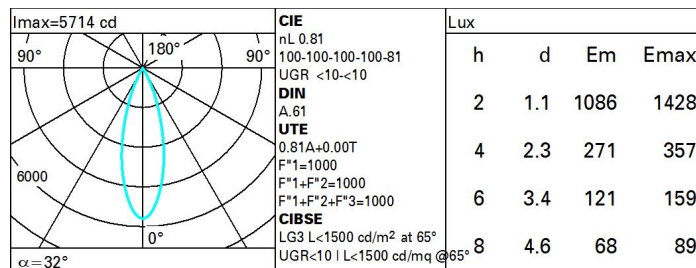 Imax=5714 cd
90° 180° 90°
6000
0°
α=32°
CIE
nL 0.81
100-100-100-100-81
UGR <10-<10
DIN
A.61
UTE
0.81A+0.00T
F"1=1000
F"1+F"2=1000
F"1+F"2+F"3=1000
CIBSE
LG3 L<1500 cd/m² at 65°
UGR<10 | L<1500 cd/mq @65°
Lux
h d Em Emax
2 1.1 1086 1428
4 2.3 271 357
6 3.4 121 159
8 4.6 68 89